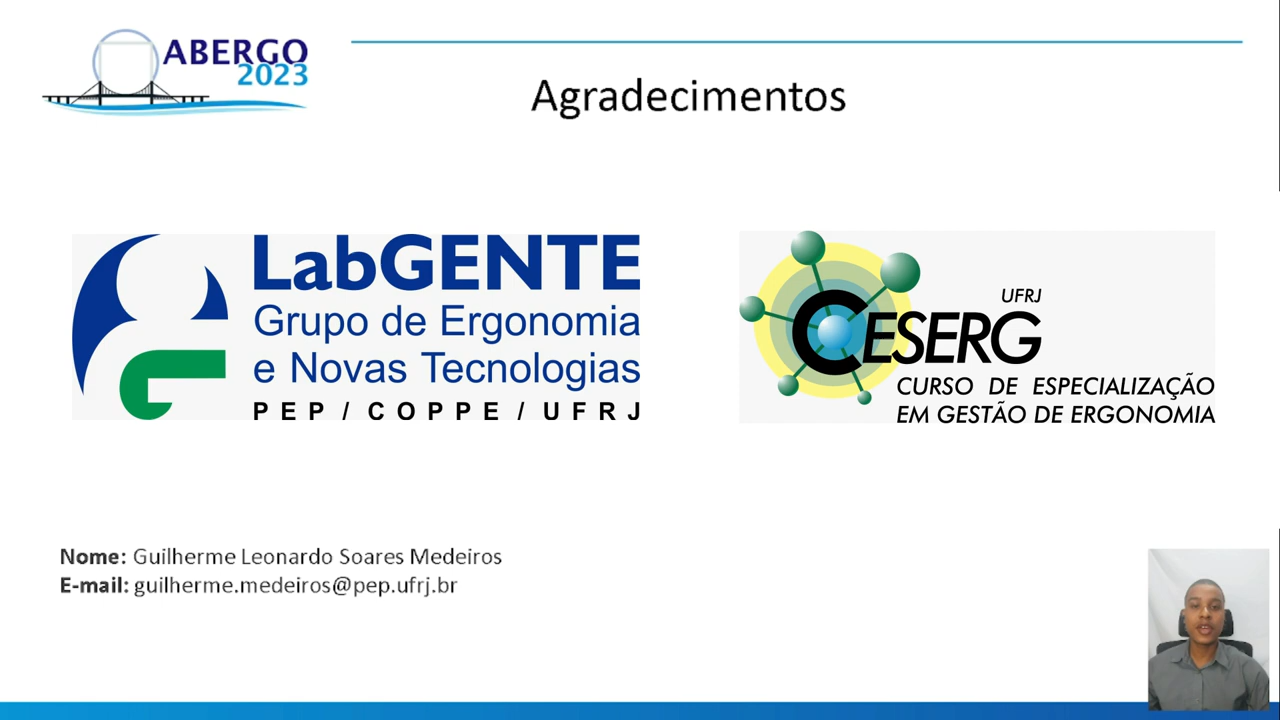 ABERGO
2023
Agradecimentos
LabGENTE
Grupo de Ergonomia
e Novas Tecnologias
PEP / COPPE / UFRJ
UFRJ
CESERG
CURSO DE ESPECIALIZAÇÃO
EM GESTÃO DE ERGONOMIA
Nome: Guilherme Leonardo Soares Medeiros
E-mail: guilherme.medeiros@pep.ufrj.br